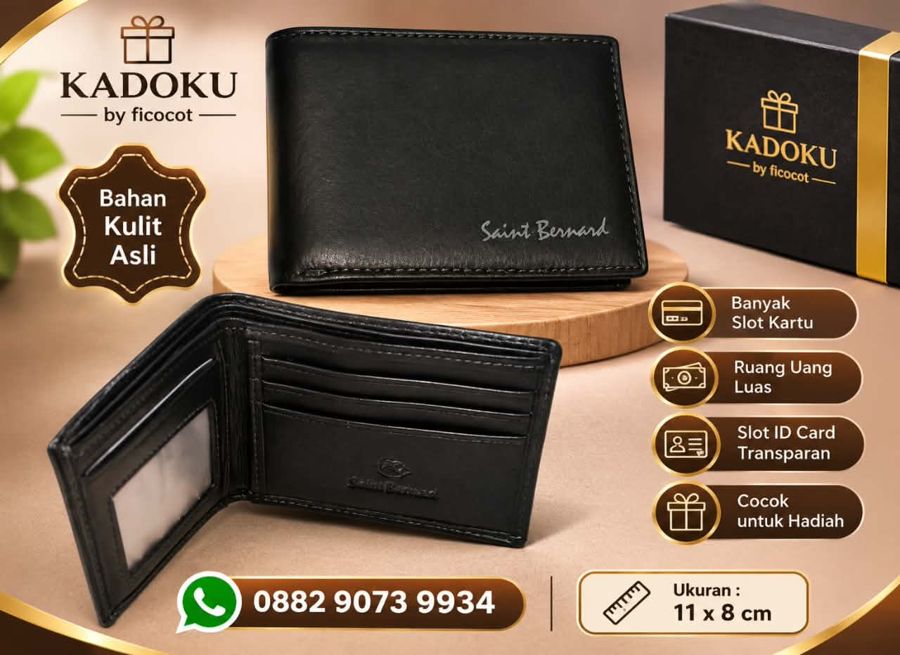 KADOKU
by ficocot
Bahan
Kulit
Asli
Saint Bernard
KADOKU
by ficocot
Banyak
Slot Kartu
Ruang Uang
Luas
Slot ID Card
Transparan
Cocok
untuk Hadiah
Saint Bernard
0882 9073 9934
Ukuran :
11 x 8 cm